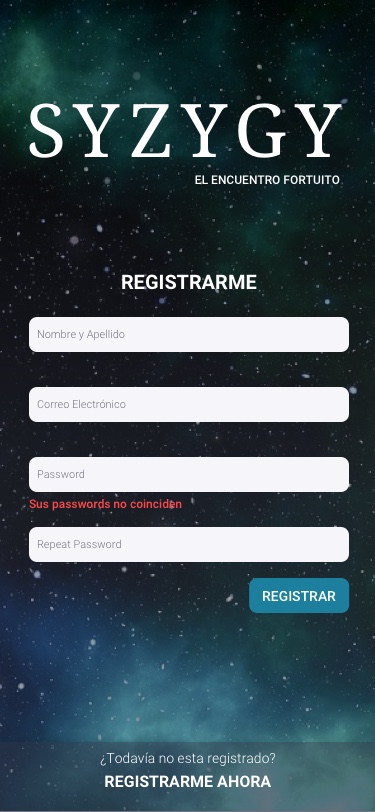 SYZYGY
EL ENCUENTRO FORTUITO
REGISTRARME
Nombre y Apellido
Correo Electrónico
Password
Sus passwords no coinciden
Repeat Password
REGISTRAR
¿Todavía no esta registrado?
REGISTRARME AHORA